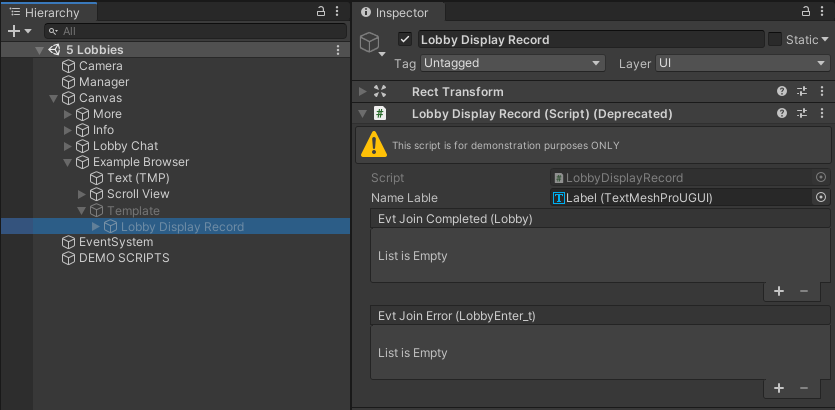 Hierarchy
All
5 Lobbies
Camera
Manager
Canvas
More
Info
Lobby Chat
Example Browser
Text (TMP)
Scroll View
Template
Lobby Display Record
EventSystem
DEMO SCRIPTS
Inspector
Lobby Display Record Static
Tag Untagged Layer UI
Rect Transform
Lobby Display Record (Script) (Deprecated)
This script is for demonstration purposes ONLY
Script LobbyDisplayRecord
Name Lable Label (TextMeshProUGUI)
Evt Join Completed (Lobby)
List is Empty
Evt Join Error (LobbyEnter_t)
List is Empty